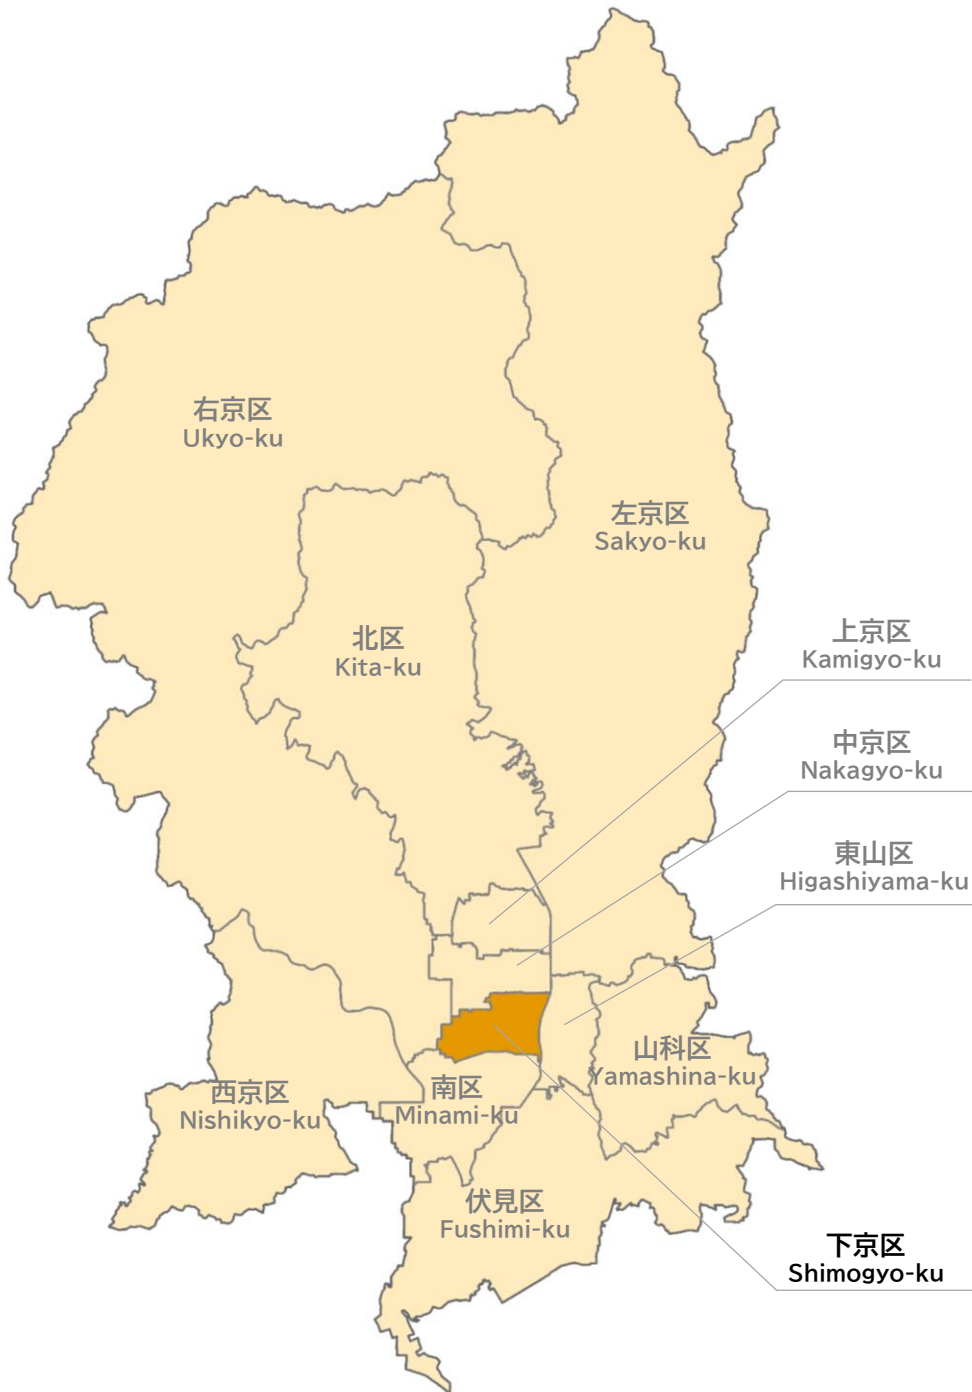 右京区
Ukyo-ku
左京区
Sakyo-ku
北区
Kita-ku
上京区
Kamigyo-ku
中京区
Nakagyo-ku
東山区
Higashiyama-ku
山科区
Yamashina-ku
西京区
Nishikyo-ku
南区
Minami-ku
伏見区
Fushimi-ku
下京区
Shimogyo-ku